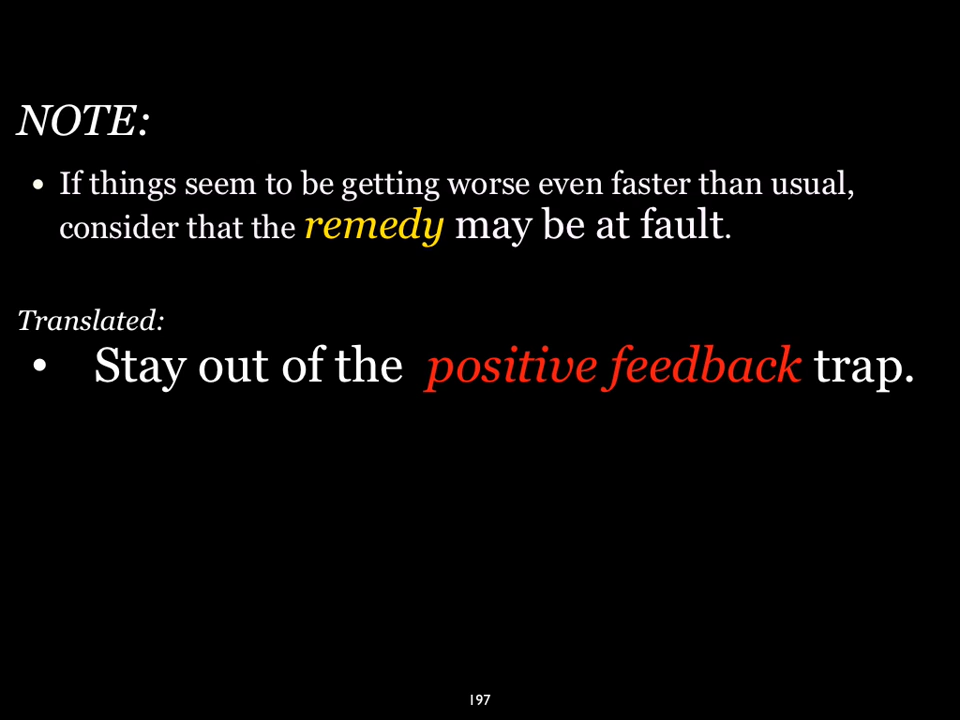 NOTE:
• If things seem to be getting worse even faster than usual,
consider that the remedy may be at fault.
Translated:
• Stay out of the positive feedback trap.
197